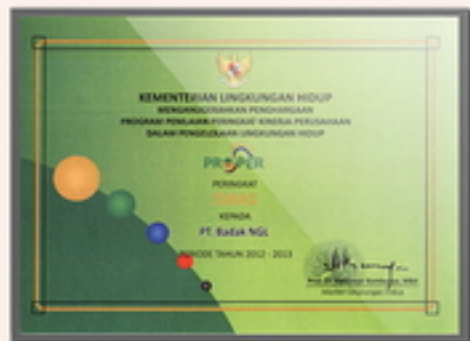 KEMENTERIAN LINGKUNGAN HIDUP
MENGANUGERAHKAN PENGHARGAAN
PROGRAM PENILAIAN PERINGKAT KINERJA PERUSAHAAN
DALAM PENGELOLAAN LINGKUNGAN HIDUP
PROPER
PERINGKAT
EMAS
KEPADA
PT. Badak NGL
PERIODE TAHUN 2012 - 2013
Menteri Lingkungan Hidup